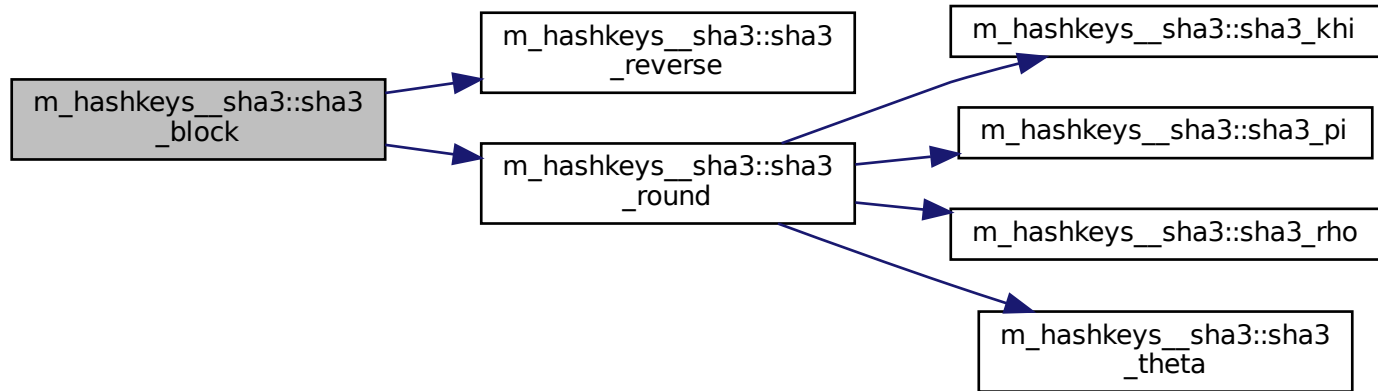 m_hashkeys__sha3::sha3
_block
m_hashkeys__sha3::sha3
_reverse
m_hashkeys__sha3::sha3
_round
m_hashkeys__sha3::sha3_khi
m_hashkeys__sha3::sha3_pi
m_hashkeys__sha3::sha3_rho
m_hashkeys__sha3::sha3
_theta